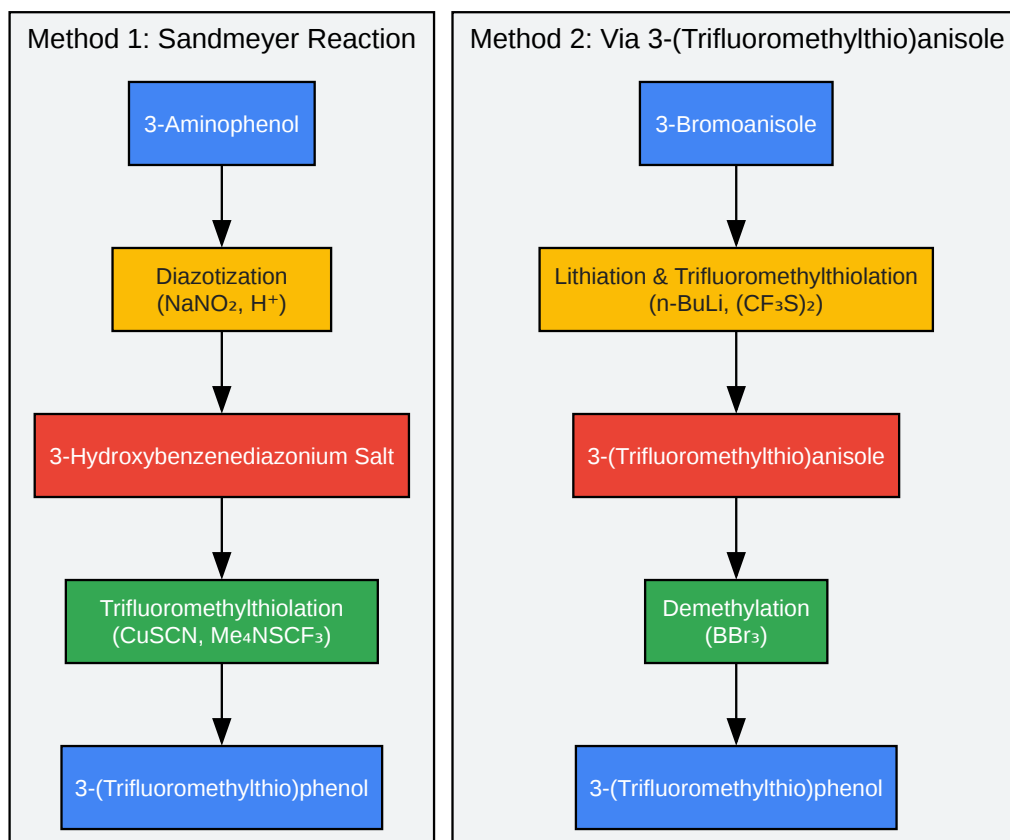 Method 1: Sandmeyer Reaction
3-Aminophenol
Diazotization
(NaNO₂, H⁺)
3-Hydroxybenzenediazonium Salt
Trifluoromethylthiolation
(CuSCN, Me₄NSCF₃)
3-(Trifluoromethylthio)phenol
Method 2: Via 3-(Trifluoromethylthio)anisole
3-Bromoanisole
Lithiation & Trifluoromethylthiolation
(n-BuLi, (CF₃S)₂)
3-(Trifluoromethylthio)anisole
Demethylation
(BBr₃)
3-(Trifluoromethylthio)phenol